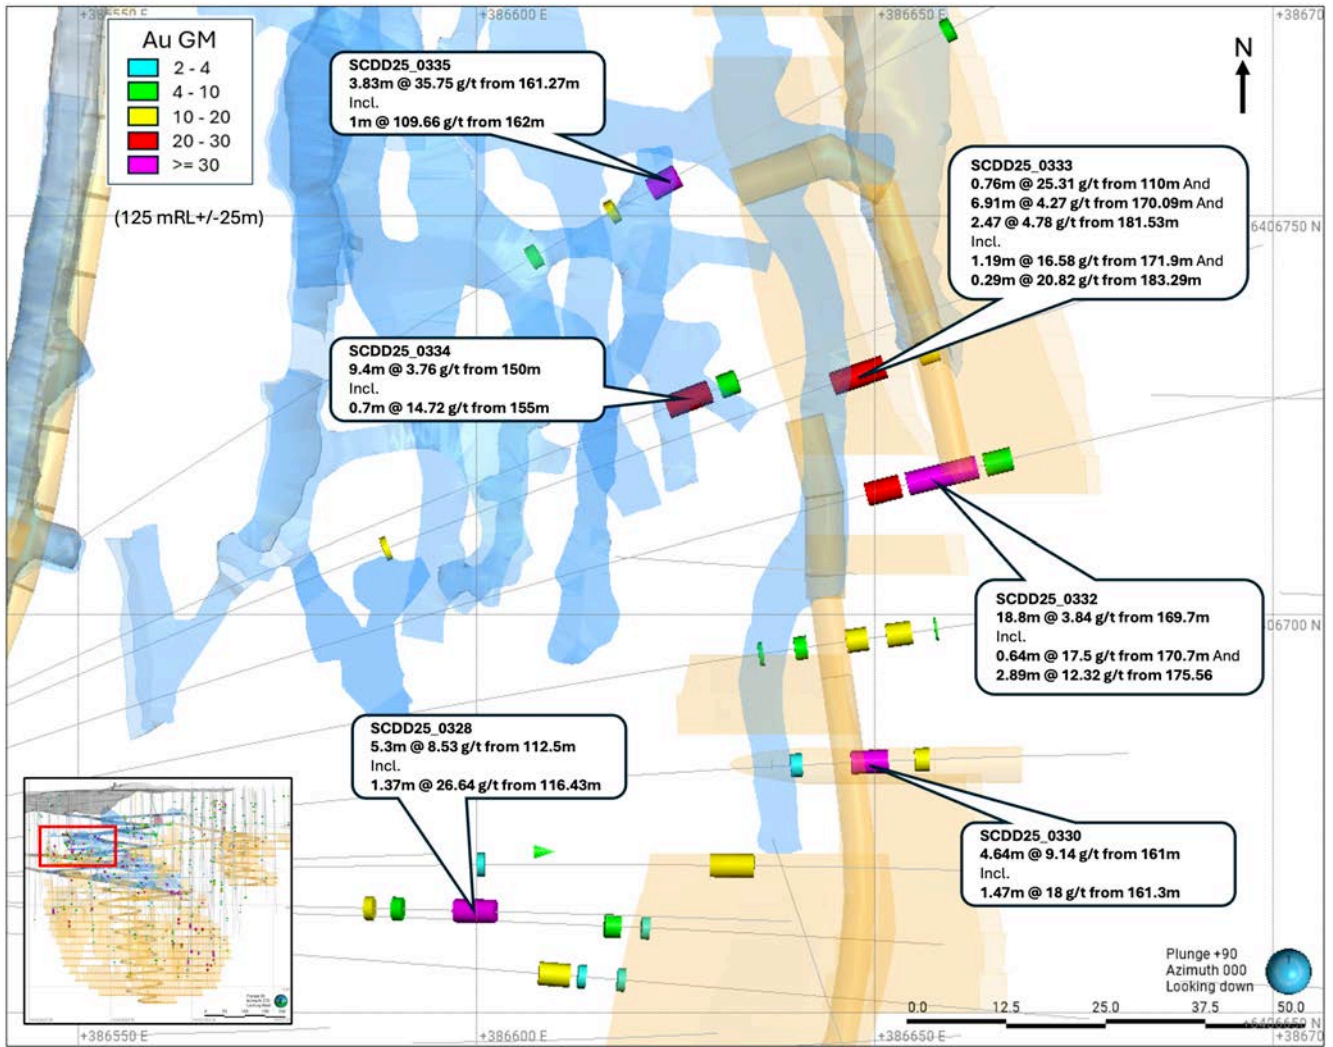 +386550 E
+386600 E
+386650 E
+38670
Au GM
2 - 4
4 - 10
10 - 20
20 - 30
>= 30
(125 mRL+/-25m)
N
SCDD25_0335
3.83m @ 35.75 g/t from 161.27m
Incl.
1m @ 109.66 g/t from 162m
SCDD25_0333
0.76m @ 25.31 g/t from 110m And
6.91m @ 4.27 g/t from 170.09m And
2.47 @ 4.78 g/t from 181.53m
Incl.
1.19m @ 16.58 g/t from 171.9m And
0.29m @ 20.82 g/t from 183.29m
6406750 N
SCDD25_0334
9.4m @ 3.76 g/t from 150m
Incl.
0.7m @ 14.72 g/t from 155m
SCDD25_0332
18.8m @ 3.84 g/t from 169.7m
Incl.
0.64m @ 17.5 g/t from 170.7m And
2.89m @ 12.32 g/t from 175.56
06700 N
SCDD25_0328
5.3m @ 8.53 g/t from 112.5m
Incl.
1.37m @ 26.64 g/t from 116.43m
SCDD25_0330
4.64m @ 9.14 g/t from 161m
Incl.
1.47m @ 18 g/t from 161.3m
Plunge +90
Azimuth 000
Looking down
0.0 12.5 25.0 37.5 50.0
+6406650 N
+386550 E
+386600 E
+386650 E
+38670